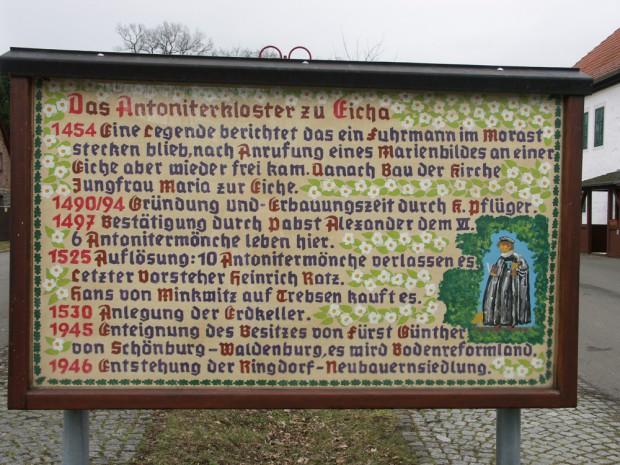 Das Antoniterkloster zu Eicha
1454 Eine Legende berichtet das ein Fuhrmann im Morast
stecken blieb, nach Anrufung eines Marienbildes an einer
Eiche aber wieder frei kam. Danach Bau der Kirche
Jungfrau Maria zur Eiche.
1490/94 Gründung und Erbauungszeit durch K. Pflüger.
1497 Bestätigung durch Pabst Alexander dem VI.
6 Antonitermönche leben hier.
1525 Auflösung: 10 Antonitermönche verlassen es.
Letzter Vorsteher Heinrich Ratz.
Hans von Minkwitz auf Trebsen kauft es.
1530 Anlegung der Erdkeller.
1945 Enteignung des Besitzes von Fürst Günther
von Schönburg-Waldenburg, es wird Bodenreformland.
1946 Entstehung der Ringdorf-Neubauernsiedlung.